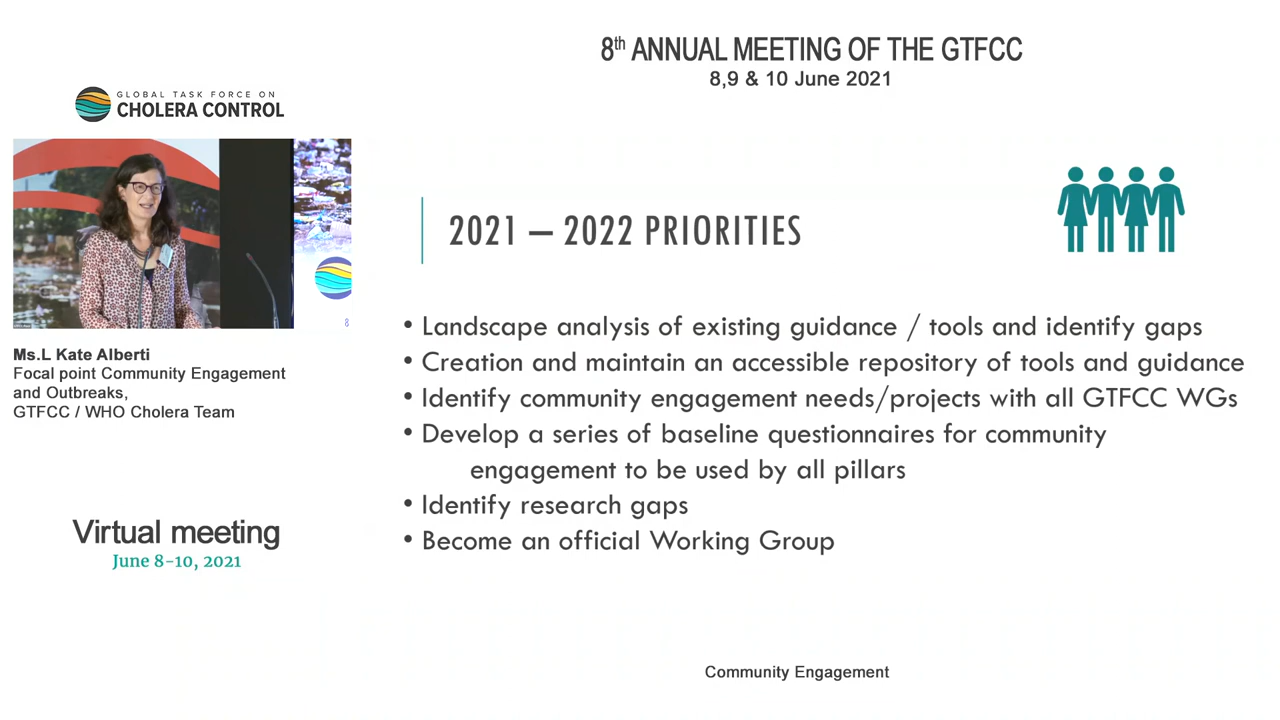 8th ANNUAL MEETING OF THE GTFCC
8,9 & 10 June 2021
GLOBAL TASK FORCE ON
CHOLERA CONTROL
8
Ms.L Kate Alberti
Focal point Community Engagement
and Outbreaks,
GTFCC / WHO Cholera Team
Virtual meeting
June 8-10, 2021
2021 – 2022 PRIORITIES
• Landscape analysis of existing guidance / tools and identify gaps
• Creation and maintain an accessible repository of tools and guidance
• Identify community engagement needs/projects with all GTFCC WGs
• Develop a series of baseline questionnaires for community
engagement to be used by all pillars
• Identify research gaps
• Become an official Working Group
Community Engagement